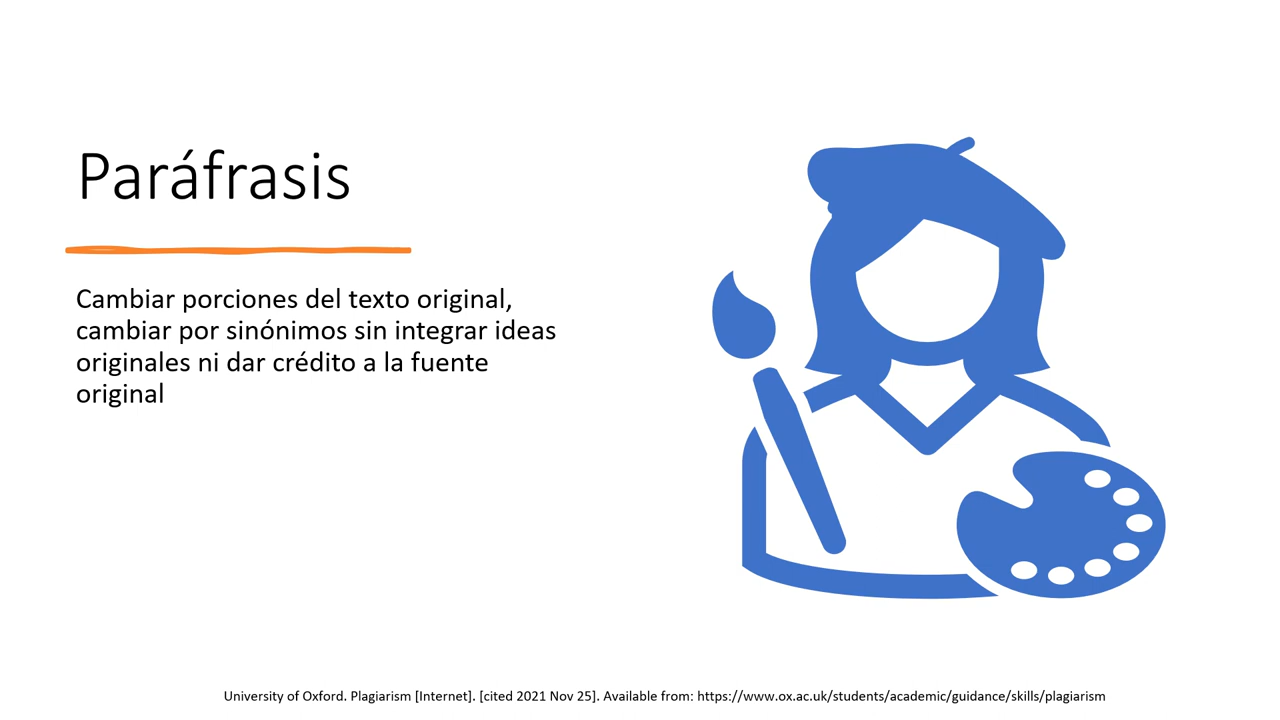 Paráfrasis
Cambiar porciones del texto original,
cambiar por sinónimos sin integrar ideas
originales ni dar crédito a la fuente
original
University of Oxford. Plagiarism [Internet]. [cited 2021 Nov 25]. Available from: https://www.ox.ac.uk/students/academic/guidance/skills/plagiarism